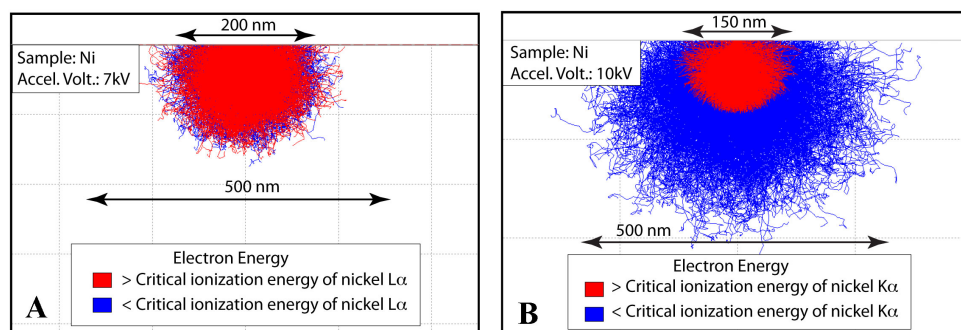 200 nm
Sample: Ni
Accel. Volt.: 7kV
500 nm
Electron Energy
> Critical ionization energy of nickel Lα
< Critical ionization energy of nickel Lα
A
150 nm
Sample: Ni
Accel. Volt.: 10kV
500 nm
Electron Energy
> Critical ionization energy of nickel Kα
< Critical ionization energy of nickel Kα
B